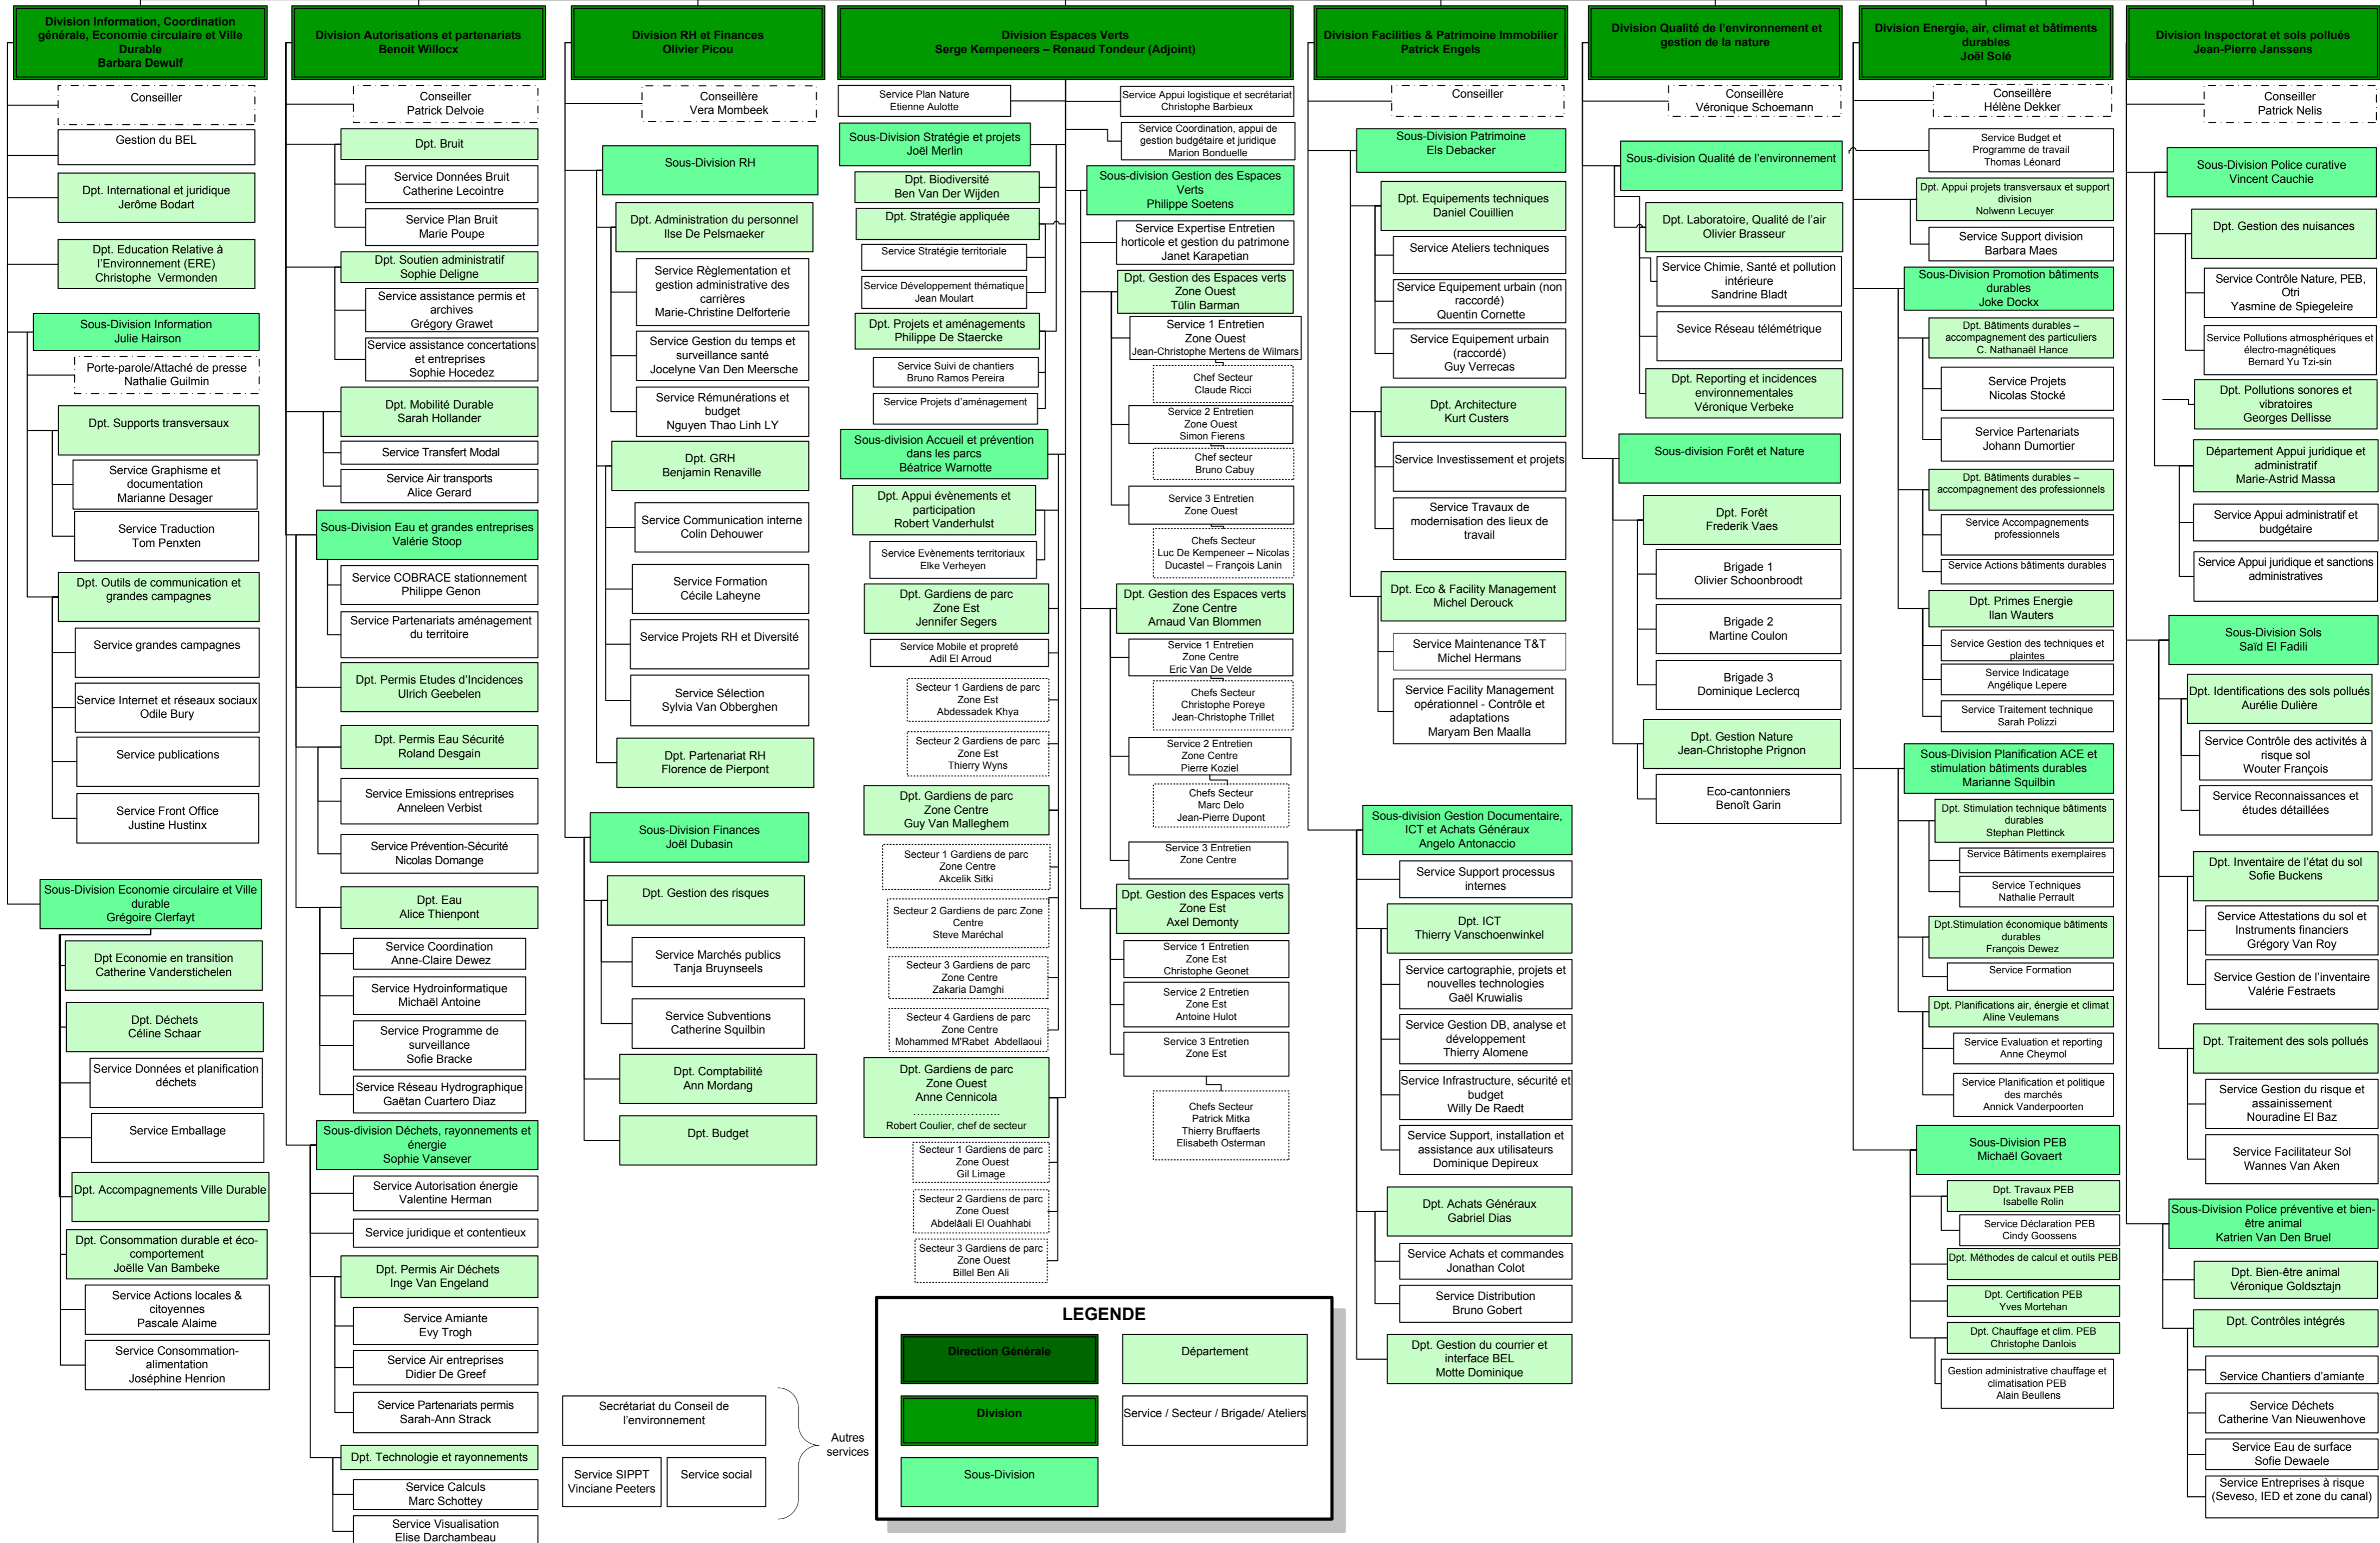 Division Information, Coordination
générale, Economie circulaire et Ville
Durable
Barbara Dewulf
Conseiller
Gestion du BEL
Dpt. International et juridique
Jerôme Bodart
Dpt. Education Relative à
l'Environnement (ERE)
Christophe Vermonden
Sous-Division Information
Julie Hairson
Porte-parole/Attaché de presse
Nathalie Guilmin
Dpt. Supports transversaux
Service Graphisme et
documentation
Marianne Desager
Service Traduction
Tom Penxten
Dpt. Outils de communication et
grandes campagnes
Service grandes campagnes
Service Internet et réseaux sociaux
Odile Bury
Service publications
Service Front Office
Justine Hustinx
Sous-Division Economie circulaire et Ville
durable
Grégoire Clerfayt
Dpt Economie en transition
Catherine Vanderstichelen
Dpt. Déchets
Céline Schaar
Service Données et planification
déchets
Service Emballage
Dpt. Accompagnements Ville Durable
Dpt. Consommation durable et éco-
comportement
Joëlle Van Bambeke
Service Actions locales &
citoyennes
Pascale Alaime
Service Consommation-
alimentation
Joséphine Henrion
Division Autorisations et partenariats
Benoit Willocx
Conseiller
Patrick Delvoie
Dpt. Bruit
Service Données Bruit
Catherine Lecointre
Service Plan Bruit
Marie Poupe
Dpt. Soutien administratif
Sophie Deligne
Service assistance permis et
archives
Grégory Grawet
Service assistance concertations
et entreprises
Sophie Hocedez
Dpt. Mobilité Durable
Sarah Hollander
Service Transfert Modal
Service Air transports
Alice Gerard
Sous-Division Eau et grandes entreprises
Valérie Stoop
Service COBRACE stationnement
Philippe Genon
Service Partenariats aménagement
du territoire
Dpt. Permis Etudes d'Incidences
Ulrich Geebelen
Dpt. Permis Eau Sécurité
Roland Desgain
Service Emissions entreprises
Anneleen Verbist
Service Prévention-Sécurité
Nicolas Domange
Dpt. Eau
Alice Thienpont
Service Coordination
Anne-Claire Dewez
Service Hydroinformatique
Michaël Antoine
Service Programme de
surveillance
Sofie Bracke
Service Réseau Hydrographique
Gaëtan Cuartero Diaz
Sous-division Déchets, rayonnements et
énergie
Sophie Vansever
Service Autorisation énergie
Valentine Herman
Service juridique et contentieux
Dpt. Permis Air Déchets
Inge Van Engeland
Service Amiante
Evy Trogh
Service Air entreprises
Didier De Greef
Service Partenariats permis
Sarah-Ann Strack
Dpt. Technologie et rayonnements
Service Calculs
Marc Schottey
Service Visualisation
Elise Darchambeau
Division RH et Finances
Olivier Picou
Conseillère
Vera Mombeek
Sous-Division RH
Dpt. Administration du personnel
Ilse De Pelsmaeker
Service Règlementation et
gestion administrative des
carrières
Marie-Christine Delforterie
Service Gestion du temps et
surveillance santé
Jocelyne Van Den Meersche
Service Rémunérations et
budget
Nguyen Thao Linh LY
Dpt. GRH
Benjamin Renaville
Service Communication interne
Colin Dehouwer
Service Formation
Cécile Laheyne
Service Projets RH et Diversité
Service Sélection
Sylvia Van Obberghen
Dpt. Partenariat RH
Florence de Pierpont
Sous-Division Finances
Joël Dubasin
Dpt. Gestion des risques
Service Marchés publics
Tanja Bruynseels
Service Subventions
Catherine Squilbin
Dpt. Comptabilité
Ann Mordang
Dpt. Budget
Secrétariat du Conseil de
l'environnement
Service SIPPT
Vinciane Peeters
Service social
Autres
services
Division Espaces Verts
Serge Kempeneers – Renaud Tondeur (Adjoint)
Service Plan Nature
Etienne Aulotte
Sous-Division Stratégie et projets
Joël Merlin
Dpt. Biodiversité
Ben Van Der Wijden
Dpt. Stratégie appliquée
Service Stratégie territoriale
Service Développement thématique
Jean Moulart
Dpt. Projets et aménagements
Philippe De Staercke
Service Suivi de chantiers
Bruno Ramos Pereira
Service Projets d'aménagement
Sous-division Accueil et prévention
dans les parcs
Béatrice Warnotte
Dpt. Appui évènements et
participation
Robert Vanderhulst
Service Evènements territoriaux
Elke Verheyen
Dpt. Gardiens de parc
Zone Est
Jennifer Segers
Service Mobile et propreté
Adil El Arroud
Secteur 1 Gardiens de parc
Zone Est
Abdessadek Khya
Secteur 2 Gardiens de parc
Zone Est
Thierry Wyns
Dpt. Gardiens de parc
Zone Centre
Guy Van Malleghem
Secteur 1 Gardiens de parc
Zone Centre
Akcelik Sitki
Secteur 2 Gardiens de parc Zone
Centre
Steve Maréchal
Secteur 3 Gardiens de parc
Zone Centre
Zakaria Damghi
Secteur 4 Gardiens de parc
Zone Centre
Mohammed M'Rabet Abdellaoui
Dpt. Gardiens de parc
Zone Ouest
Anne Cennicola
........................
Robert Coulier, chef de secteur
Secteur 1 Gardiens de parc
Zone Ouest
Gil Limage
Secteur 2 Gardiens de parc
Zone Ouest
Abdelâali El Ouahhabi
Secteur 3 Gardiens de parc
Zone Ouest
Billel Ben Ali
Service Appui logistique et secrétariat
Christophe Barbieux
Service Coordination, appui de
gestion budgétaire et juridique
Marion Bonduelle
Sous-division Gestion des Espaces
Verts
Philippe Soetens
Service Expertise Entretien
horticole et gestion du patrimone
Janet Karapetian
Dpt. Gestion des Espaces verts
Zone Ouest
Tülin Barman
Service 1 Entretien
Zone Ouest
Jean-Christophe Mertens de Wilmars
Chef Secteur
Claude Ricci
Service 2 Entretien
Zone Ouest
Simon Fierens
Chef secteur
Bruno Cabuy
Service 3 Entretien
Zone Ouest
Chefs Secteur
Luc De Kempeneer – Nicolas
Ducastel – François Lanin
Dpt. Gestion des Espaces verts
Zone Centre
Arnaud Van Blommen
Service 1 Entretien
Zone Centre
Eric Van De Velde
Chefs Secteur
Christophe Poreye
Jean-Christophe Trillet
Service 2 Entretien
Zone Centre
Pierre Koziel
Chefs Secteur
Marc Delo
Jean-Pierre Dupont
Service 3 Entretien
Zone Centre
Dpt. Gestion des Espaces verts
Zone Est
Axel Demonty
Service 1 Entretien
Zone Est
Christophe Geonet
Service 2 Entretien
Zone Est
Antoine Hulot
Service 3 Entretien
Zone Est
Chefs Secteur
Patrick Mitka
Thierry Bruffaerts
Elisabeth Osterman
LEGENDE
Direction Générale
Département
Division
Service / Secteur / Brigade/ Ateliers
Sous-Division
Division Facilities & Patrimoine Immobilier
Patrick Engels
Conseiller
Sous-Division Patrimoine
Els Debacker
Dpt. Equipements techniques
Daniel Couillien
Service Ateliers techniques
Service Equipement urbain (non
raccordé)
Quentin Cornette
Service Equipement urbain
(raccordé)
Guy Verrecas
Dpt. Architecture
Kurt Custers
Service Investissement et projets
Service Travaux de
modernisation des lieux de
travail
Dpt. Eco & Facility Management
Michel Derouck
Service Maintenance T&T
Michel Hermans
Service Facility Management
opérationnel - Contrôle et
adaptations
Maryam Ben Maalla
Sous-division Gestion Documentaire,
ICT et Achats Généraux
Angelo Antonaccio
Service Support processus
internes
Dpt. ICT
Thierry Vanschoenwinkel
Service cartographie, projets et
nouvelles technologies
Gaël Kruwialis
Service Gestion DB, analyse et
développement
Thierry Alomene
Service Infrastructure, sécurité et
budget
Willy De Raedt
Service Support, installation et
assistance aux utilisateurs
Dominique Depireux
Dpt. Achats Généraux
Gabriel Dias
Service Achats et commandes
Jonathan Colot
Service Distribution
Bruno Gobert
Dpt. Gestion du courrier et
interface BEL
Motte Dominique
Division Qualité de l'environnement et
gestion de la nature
Conseillère
Véronique Schoemann
Sous-division Qualité de l'environnement
Dpt. Laboratoire, Qualité de l'air
Olivier Brasseur
Service Chimie, Santé et pollution
intérieure
Sandrine Bladt
Sevice Réseau télémétrique
Dpt. Reporting et incidences
environnementales
Véronique Verbeke
Sous-division Forêt et Nature
Dpt. Forêt
Frederik Vaes
Brigade 1
Olivier Schoonbroodt
Brigade 2
Martine Coulon
Brigade 3
Dominique Leclercq
Dpt. Gestion Nature
Jean-Christophe Prignon
Eco-cantonniers
Benoît Garin
Division Energie, air, climat et bâtiments
durables
Joël Solé
Conseillère
Hélène Dekker
Service Budget et
Programme de travail
Thomas Léonard
Dpt. Appui projets transversaux et support
division
Nolwenn Lecuyer
Service Support division
Barbara Maes
Sous-Division Promotion bâtiments
durables
Joke Dockx
Dpt. Bâtiments durables –
accompagnement des particuliers
C. Nathanaël Hance
Service Projets
Nicolas Stocké
Service Partenariats
Johann Dumortier
Dpt. Bâtiments durables –
accompagnement des professionnels
Service Accompagnements
professionnels
Service Actions bâtiments durables
Dpt. Primes Energie
Ilan Wauters
Service Gestion des techniques et
plaintes
Service Indicatage
Angélique Lepere
Service Traitement technique
Sarah Polizzi
Sous-Division Planification ACE et
stimulation bâtiments durables
Marianne Squilbin
Dpt. Stimulation technique bâtiments
durables
Stephan Plettinck
Service Bâtiments exemplaires
Service Techniques
Nathalie Perrault
Dpt.Stimulation économique bâtiments
durables
François Dewez
Service Formation
Dpt. Planifications air, énergie et climat
Aline Veulemans
Service Evaluation et reporting
Anne Cheymol
Service Planification et politique
des marchés
Annick Vanderpoorten
Sous-Division PEB
Michaël Govaert
Dpt. Travaux PEB
Isabelle Rolin
Service Déclaration PEB
Cindy Goossens
Dpt. Méthodes de calcul et outils PEB
Dpt. Certification PEB
Yves Mortehan
Dpt. Chauffage et clim. PEB
Christophe Danlois
Gestion administrative chauffage et
climatisation PEB
Alain Beullens
Division Inspectorat et sols pollués
Jean-Pierre Janssens
Conseiller
Patrick Nelis
Sous-Division Police curative
Vincent Cauchie
Dpt. Gestion des nuisances
Service Contrôle Nature, PEB,
Otri
Yasmine de Spiegeleire
Service Pollutions atmosphériques et
électro-magnétiques
Bernard Yu Tzi-sin
Dpt. Pollutions sonores et
vibratoires
Georges Dellisse
Département Appui juridique et
administratif
Marie-Astrid Massa
Service Appui administratif et
budgétaire
Service Appui juridique et sanctions
administratives
Sous-Division Sols
Saïd El Fadili
Dpt. Identifications des sols pollués
Aurélie Dulière
Service Contrôle des activités à
risque sol
Wouter François
Service Reconnaissances et
études détaillées
Dpt. Inventaire de l'état du sol
Sofie Buckens
Service Attestations du sol et
Instruments financiers
Grégory Van Roy
Service Gestion de l'inventaire
Valérie Festraets
Dpt. Traitement des sols pollués
Service Gestion du risque et
assainissement
Nouradine El Baz
Service Facilitateur Sol
Wannes Van Aken
Sous-Division Police préventive et bien-
être animal
Katrien Van Den Bruel
Dpt. Bien-être animal
Véronique Goldsztajn
Dpt. Contrôles intégrés
Service Chantiers d'amiante
Service Déchets
Catherine Van Nieuwenhove
Service Eau de surface
Sofie Dewaele
Service Entreprises à risque
(Seveso, IED et zone du canal)